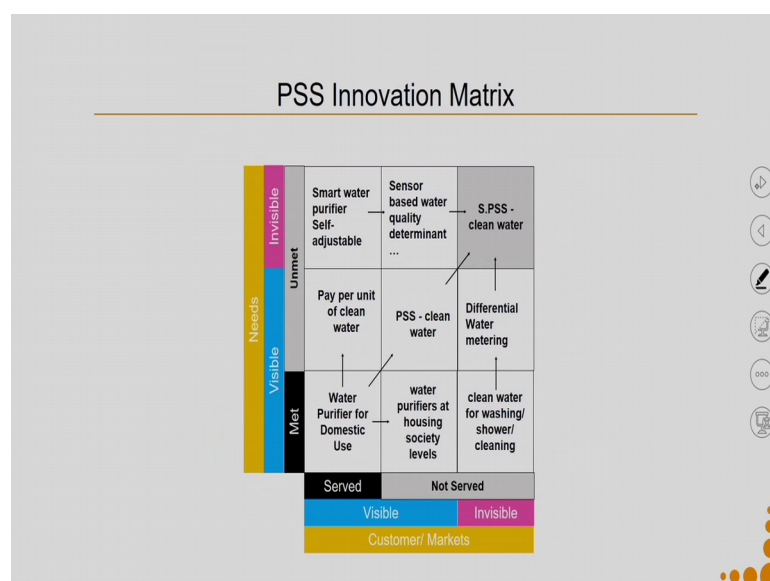 PSS Innovation Matrix
Needs
Invisible
Visible
Unmet
Met
Smart water
purifier
Self-
adjustable
Sensor
based water
quality
determinant
...
S.PSS -
clean water
Pay per unit
of clean
water
PSS - clean
water
Differential
Water
metering
Water
Purifier for
Domestic
Use
water
purifiers at
housing
society
levels
clean water
for washing/
shower/
cleaning
Served
Not Served
Visible
Invisible
Customer/ Markets